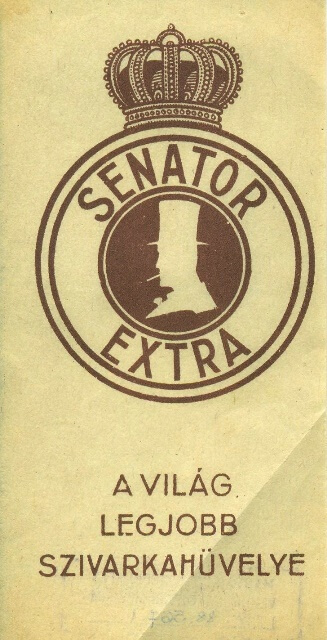 SENATOR
EXTRA
A VILÁG
LEGJOBB
SZIVARKAHÜVELYE